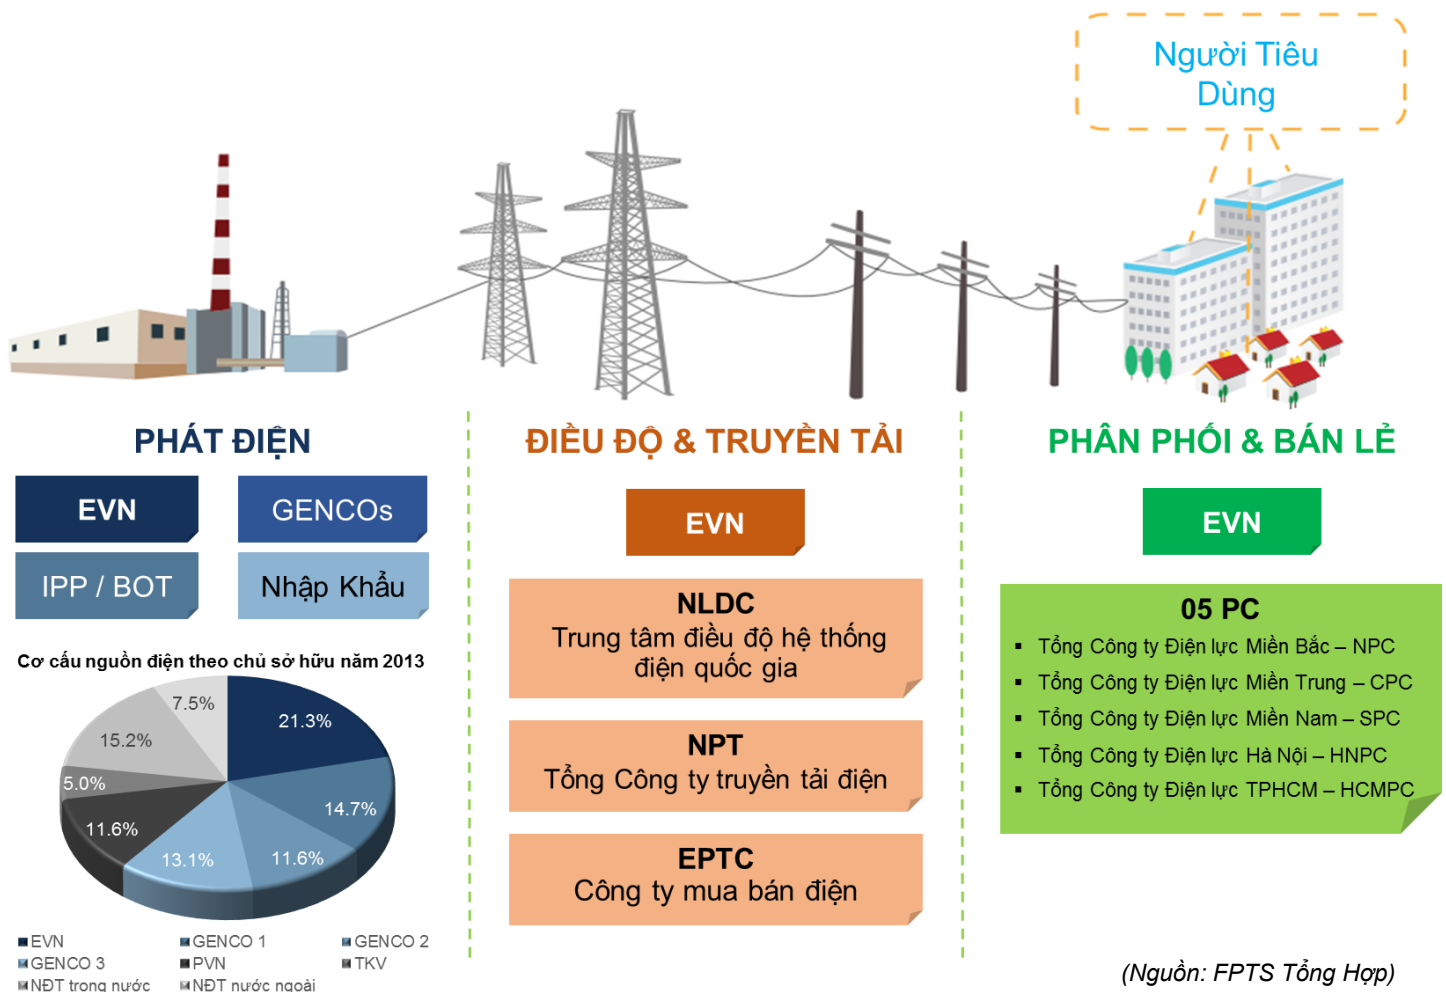 Người Tiêu
Dùng
PHÁT ĐIỆN
EVN
GENCOs
IPP / BOT
Nhập Khẩu
Cơ cấu nguồn điện theo chủ sở hữu năm 2013
7.5%
21.3%
15.2%
5.0%
14.7%
11.6%
13.1%
11.6%
EVN
GENCO 1
GENCO 2
GENCO 3
PVN
TKV
NĐT trong nước
NĐT nước ngoài
ĐIỀU ĐỘ & TRUYỀN TẢI
EVN
NLDC
Trung tâm điều độ hệ thống
điện quốc gia
NPT
Tổng Công ty truyền tải điện
EPTC
Công ty mua bán điện
PHÂN PHỐI & BÁN LẺ
EVN
05 PC
▪ Tổng Công ty Điện lực Miền Bắc – NPC
▪ Tổng Công ty Điện lực Miền Trung – CPC
▪ Tổng Công ty Điện lực Miền Nam – SPC
▪ Tổng Công ty Điện lực Hà Nội – HNPC
▪ Tổng Công ty Điện lực TPHCM – HCMPC
(Nguồn: FPTS Tổng Hợp)